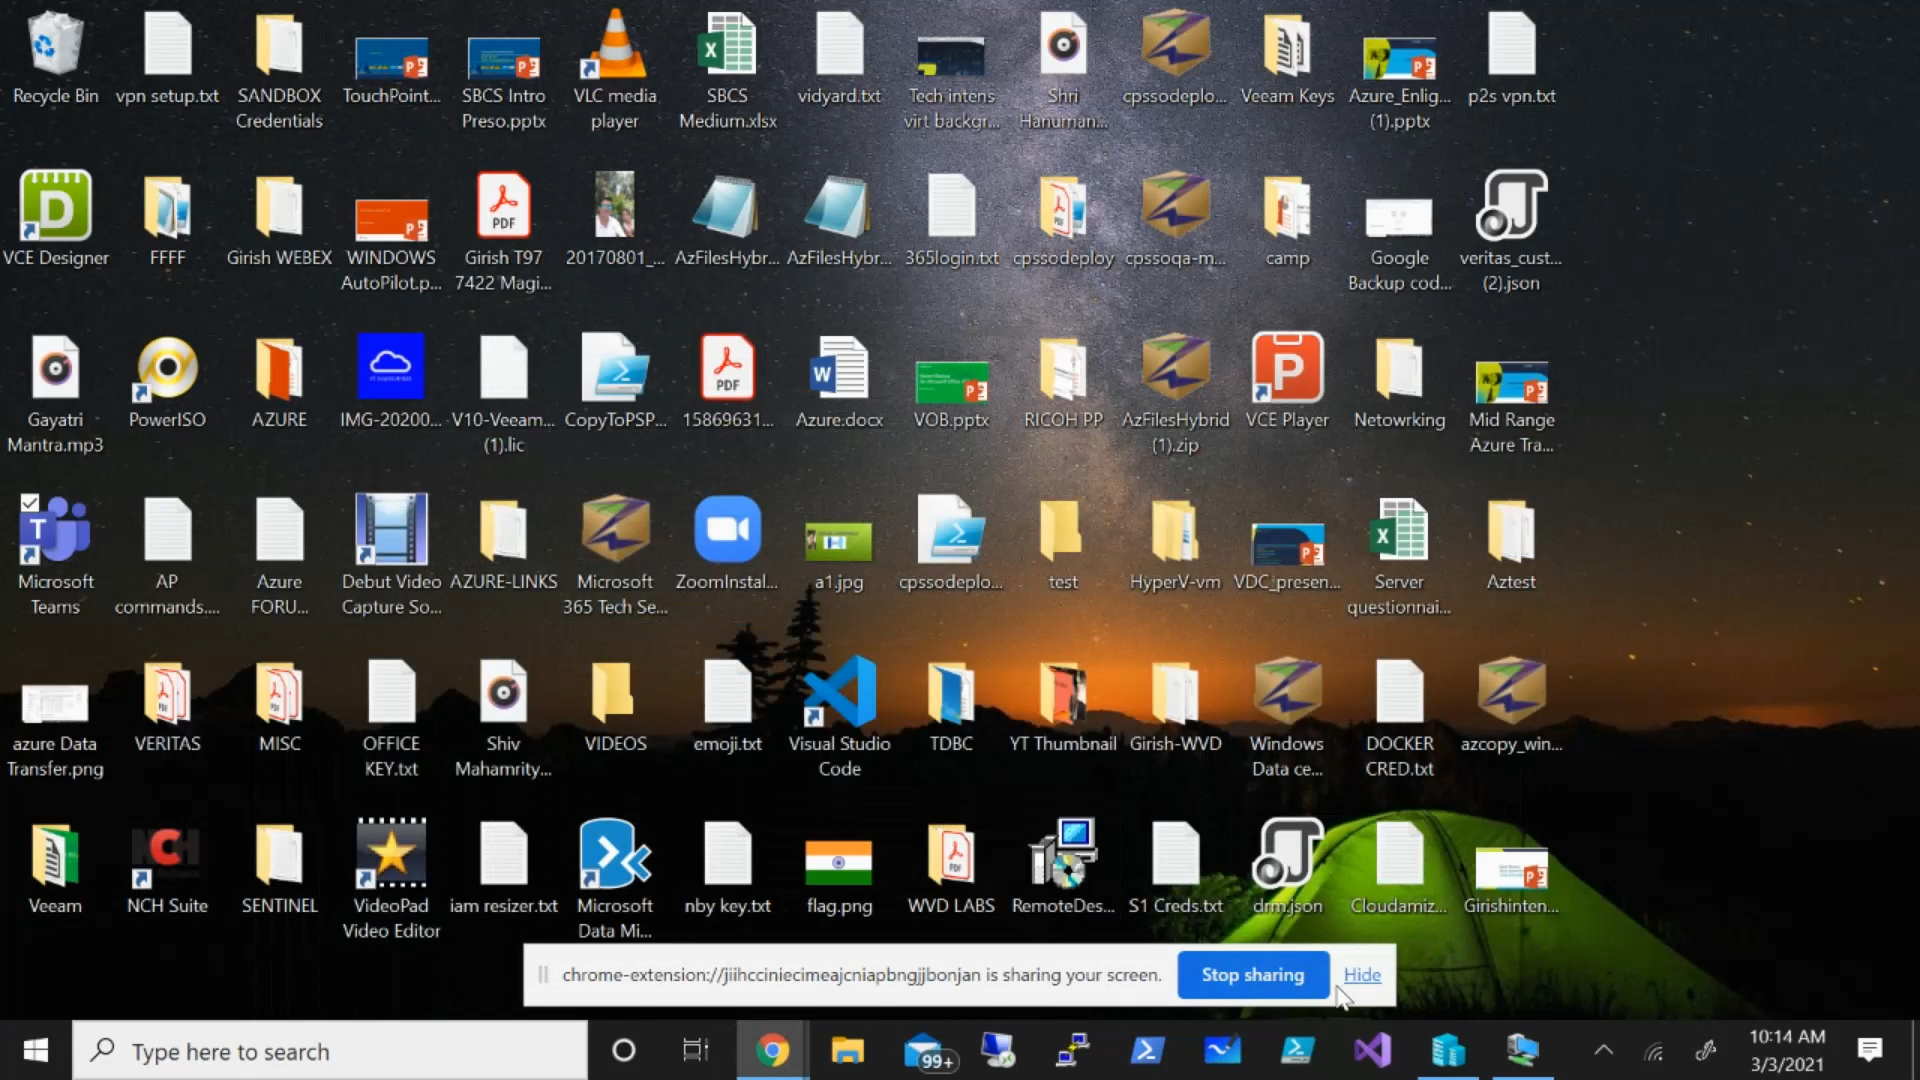 Recycle Bin
vpn setup.txt
SANDBOX
Credentials
TouchPoint...
SBCS Intro
Preso.pptx
VLC media
player
SBCS
Medium.xlsx
vidyard.txt
Tech intens
virt backgr...
Shri
Hanuman...
cpssodeplo...
Veeam Keys
Azure_Enlig...
(1).pptx
p2s vpn.txt
VCE Designer
FFFF
Girish WEBEX
WINDOWS
AutoPilot.p...
PDF
Girish T97
7422 Magi...
20170801_...
AzFilesHybr...
AzFilesHybr...
365login.txt
cpssodeploy
cpssoqa-m...
camp
Google
Backup cod...
veritas_cust...
(2).json
Gayatri
Mantra.mp3
PowerISO
AZURE
IMG-20200...
V10-Veeam...
(1).lic
CopyToPSP...
PDF
15869631...
Azure.docx
VOB.pptx
RICOH PP
AzFilesHybrid
(1).zip
VCE Player
Netowrking
Mid Range
Azure Tra...
Microsoft
Teams
AP
commands....
Azure
FORU...
Debut Video
Capture So...
AZURE-LINKS
Microsoft
365 Tech Se...
ZoomInstal...
a1.jpg
cpssodeplo...
test
HyperV-vm
VDC_presen...
Server
questionnai...
Aztest
azure Data
Transfer.png
VERITAS
MISC
OFFICE
KEY.txt
Shiv
Mahamrity...
VIDEOS
emoji.txt
Visual Studio
Code
TDBC
YT Thumbnail
Girish-WVD
Windows
Data ce...
DOCKER
CRED.txt
azcopy_win...
Veeam
NCH
NCH Suite
SENTINEL
VideoPad
Video Editor
iam resizer.txt
Microsoft
Data Mi...
nby key.txt
flag.png
WVD LABS
RemoteDes...
S1 Creds.txt
drm.json
Cloudamiz...
Girishinten...
chrome-extension://jiihcciniecimeajcniapbngjjbonjan is sharing your screen.
Stop sharing
Hide
Type here to search
99+
10:14 AM
3/3/2021